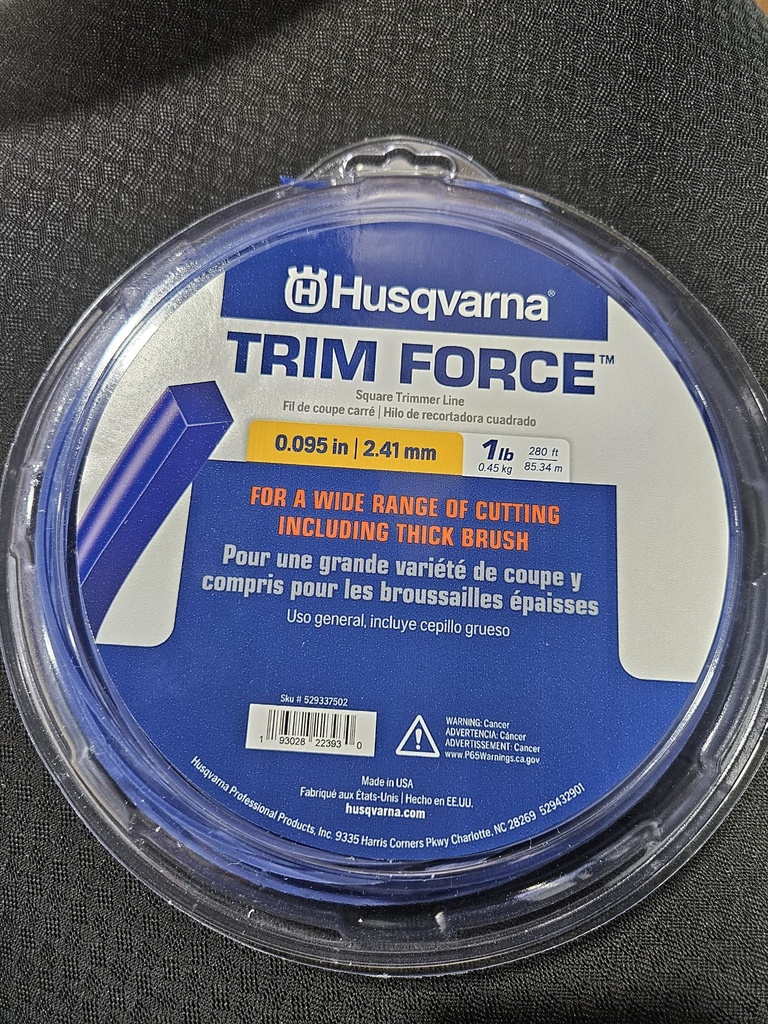 Husqvarna®
TRIM FORCE™
Square Trimmer Line
Fil de coupe carré | Hilo de recortadora cuadrado
0.095 in | 2.41 mm
1 lb
0.45 kg
280 ft
85.34 m
FOR A WIDE RANGE OF CUTTING
INCLUDING THICK BRUSH
Pour une grande variété de coupe y
compris pour les broussailles épaisses
Uso general, incluye cepillo grueso
Sku # 529337502
1 93028 22393 0
WARNING: Cancer
ADVERTENCIA: Cáncer
ADVERTISSEMENT: Cancer
www.P65Warnings.ca.gov
Made in USA
Fabriqué aux États-Unis | Hecho en EE.UU.
husqvarna.com
Husqvarna Professional Products, Inc. 9335 Harris Corners Pkwy Charlotte, NC 28269 529432901